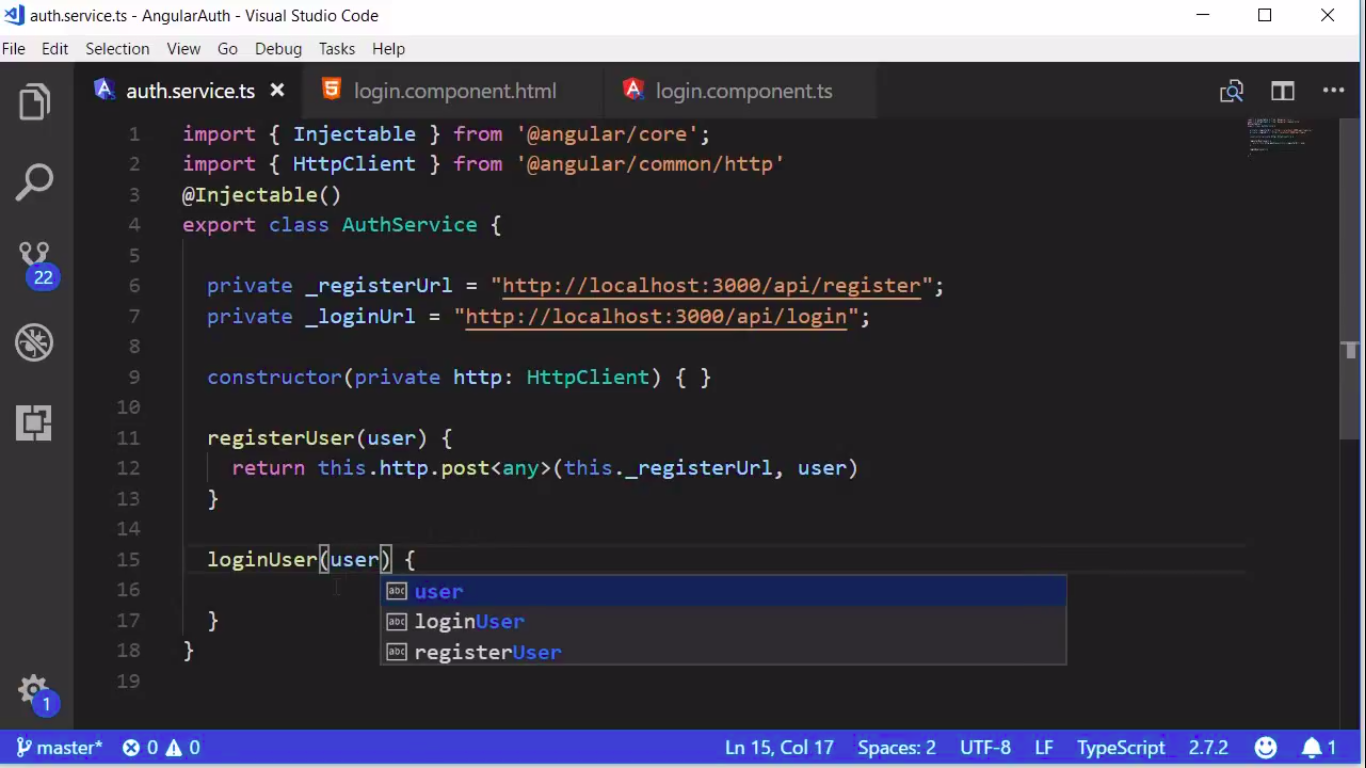 auth.service.ts - AngularAuth - Visual Studio Code
File Edit Selection View Go Debug Tasks Help
auth.service.ts login.component.html login.component.ts
1 import { Injectable } from '@angular/core';
2 import { HttpClient } from '@angular/common/http'
3 @Injectable()
4 export class AuthService {
5
6 private _registerUrl = "http://localhost:3000/api/register";
7 private _loginUrl = "http://localhost:3000/api/login";
8
9 constructor(private http: HttpClient) { }
10
11 registerUser(user) {
12 return this.http.post<any>(this._registerUrl, user)
13 }
14
15 loginUser(user) {
16
17 }
18 }
19
abc user
abc loginUser
abc registerUser
22
1
master* 0 0 Ln 15, Col 17 Spaces: 2 UTF-8 LF TypeScript 2.7.2 1